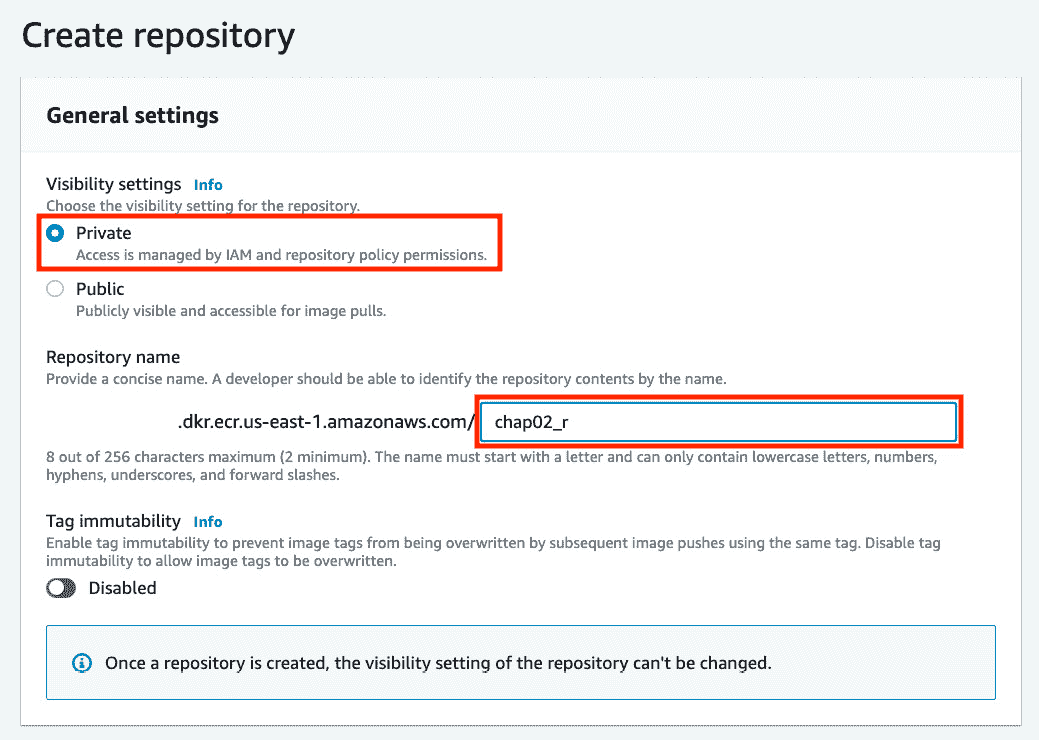 Create repository
General settings
Visibility settings Info
Choose the visibility setting for the repository.
Private
Access is managed by IAM and repository policy permissions.
Public
Publicly visible and accessible for image pulls.
Repository name
Provide a concise name. A developer should be able to identify the repository contents by the name.
.dkr.ecr.us-east-1.amazonaws.com/ chap02_r
8 out of 256 characters maximum (2 minimum). The name must start with a letter and can only contain lowercase letters, numbers,
hyphens, underscores, and forward slashes.
Tag immutability Info
Enable tag immutability to prevent image tags from being overwritten by subsequent image pushes using the same tag. Disable tag
immutability to allow image tags to be overwritten.
Disabled
Once a repository is created, the visibility setting of the repository can't be changed.